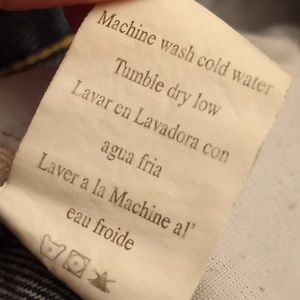 Machine wash cold water
Tumble dry low
Lavar en Lavadora con
agua fria
Laver a la Machine al'
eau froide